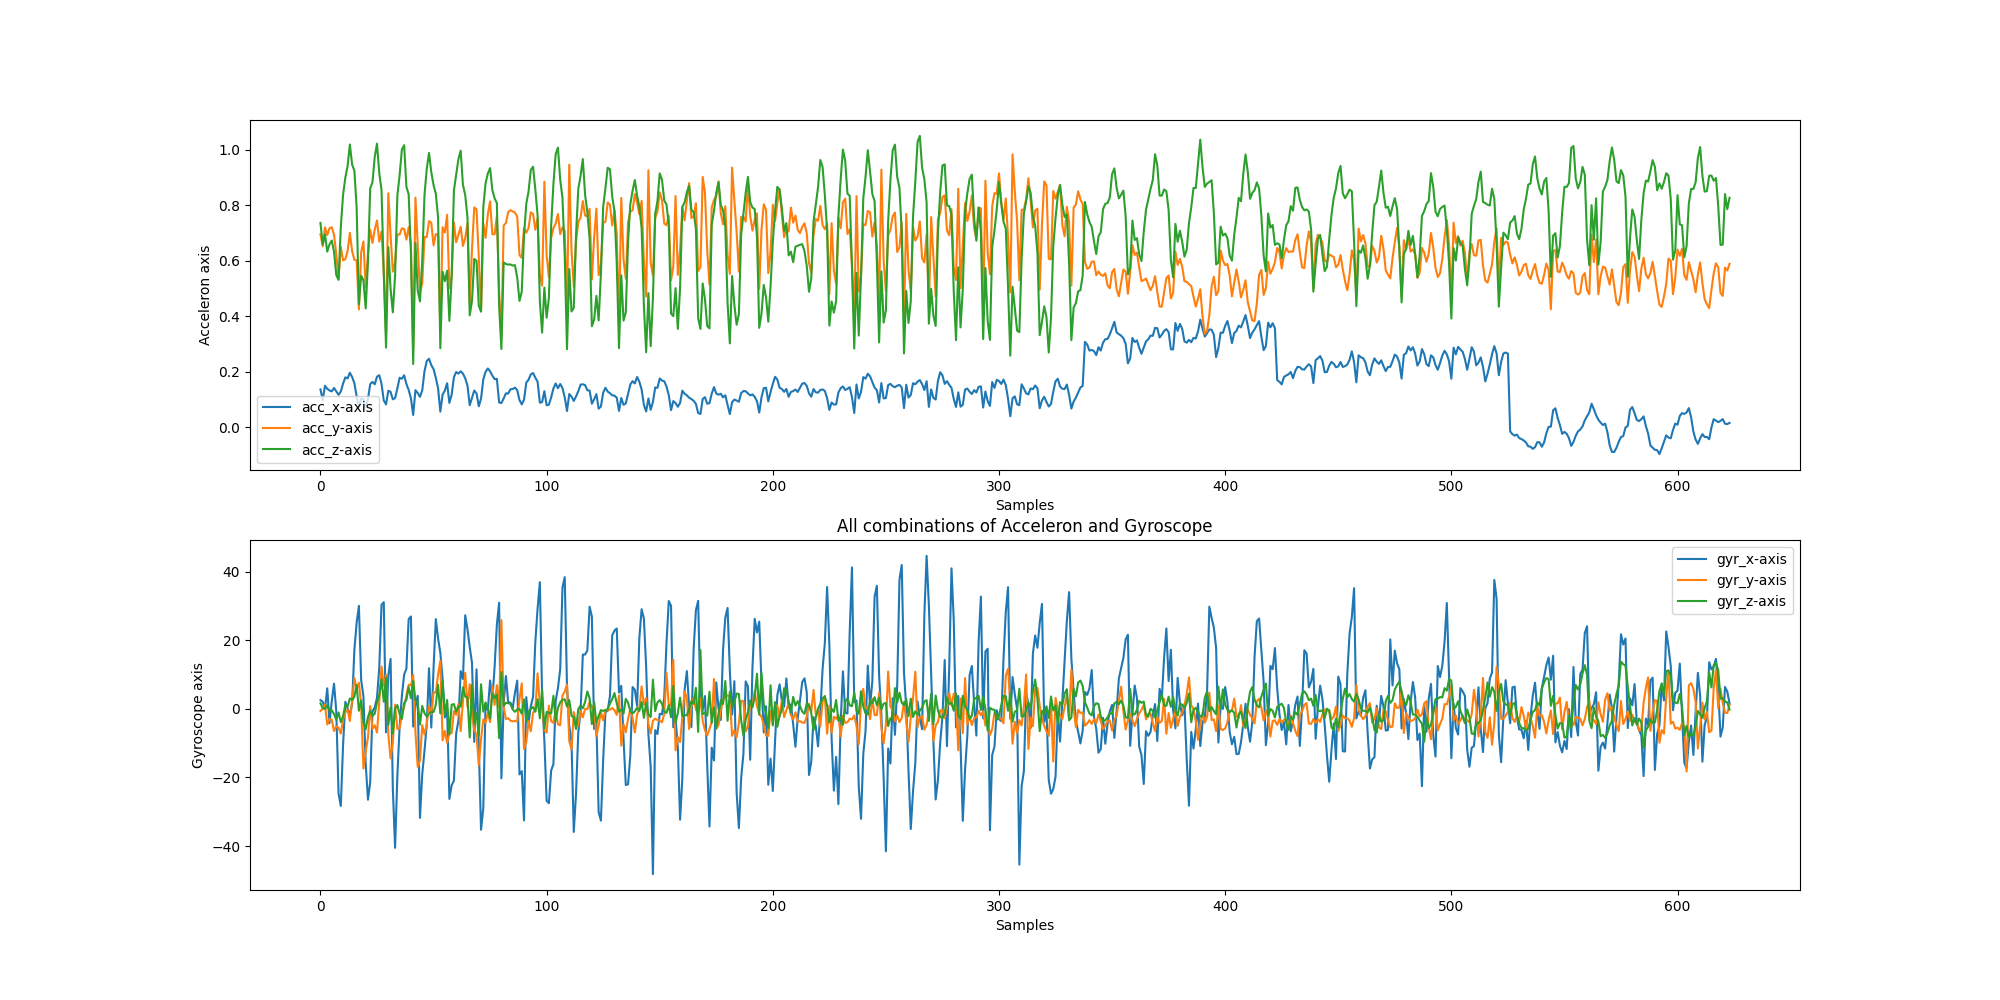 1.0
0.8
0.6
0.4
0.2
0.0
Acceleron axis
acc_x-axis
acc_y-axis
acc_z-axis
0 100 200 300 400 500 600
Samples
All combinations of Acceleron and Gyroscope
40
20
0
−20
−40
Gyroscope axis
gyr_x-axis
gyr_y-axis
gyr_z-axis
0 100 200 300 400 500 600
Samples